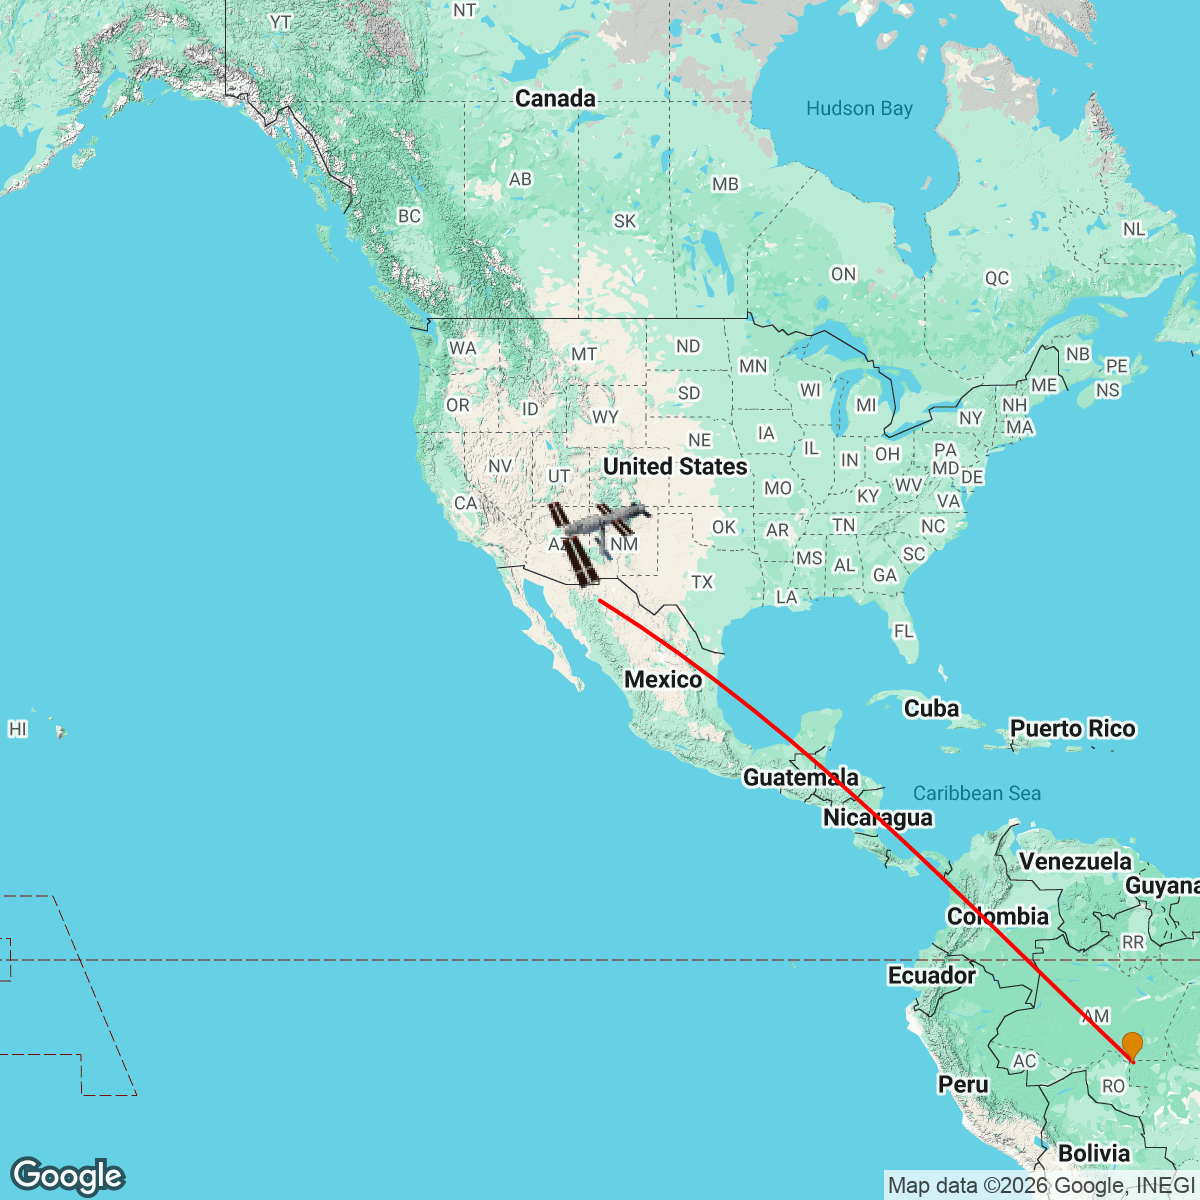 NT
YT
Canada
Hudson Bay
AB
MB
BC
SK
NL
ON
QC
WA
MT
ND
MN
NB
PE
OR
ID
WY
SD
WI
MI
ME
NS
NH
NY
MA
NV
UT
NE
IA
IL
IN
OH
PA
MD
DE
United States
CA
MO
KY
WV
VA
AZ
NM
OK
AR
TN
NC
TX
MS
AL
SC
GA
LA
FL
Mexico
Cuba
HI
Puerto Rico
Guatemala
Caribbean Sea
Nicaragua
Venezuela
Guyana
Colombia
RR
Ecuador
AM
AC
Peru
RO
Bolivia
Google
Map data ©2026 Google, INEGI